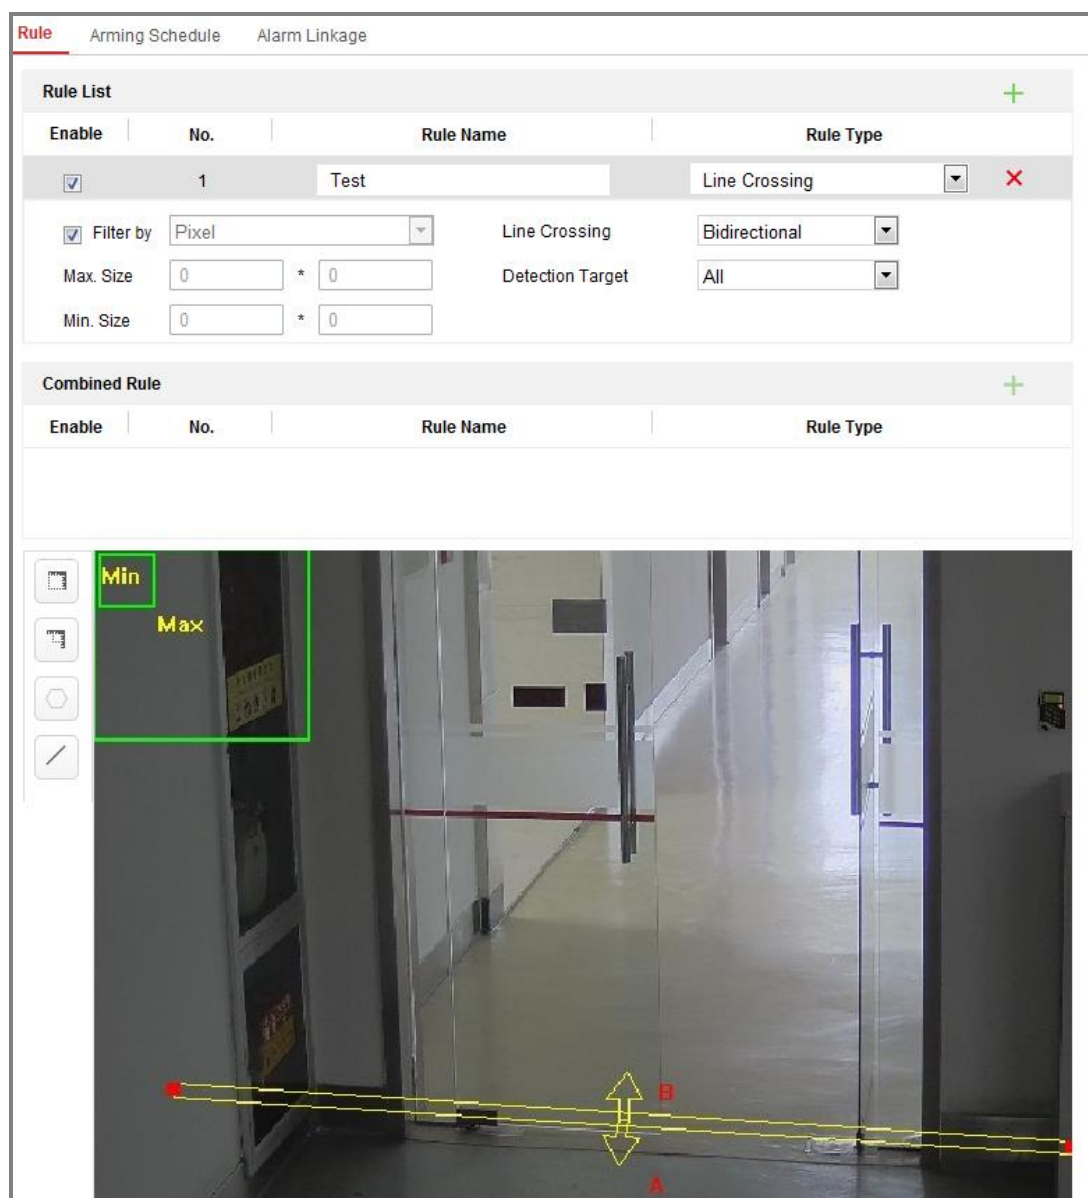 Rule Arming Schedule Alarm Linkage
Rule List
Enable No. Rule Name Rule Type
1 Test Line Crossing
Filter by Pixel Line Crossing Bidirectional
Max. Size 0 * 0 Detection Target All
Min. Size 0 * 0
Combined Rule
Enable No. Rule Name Rule Type
Min
Max
B
A